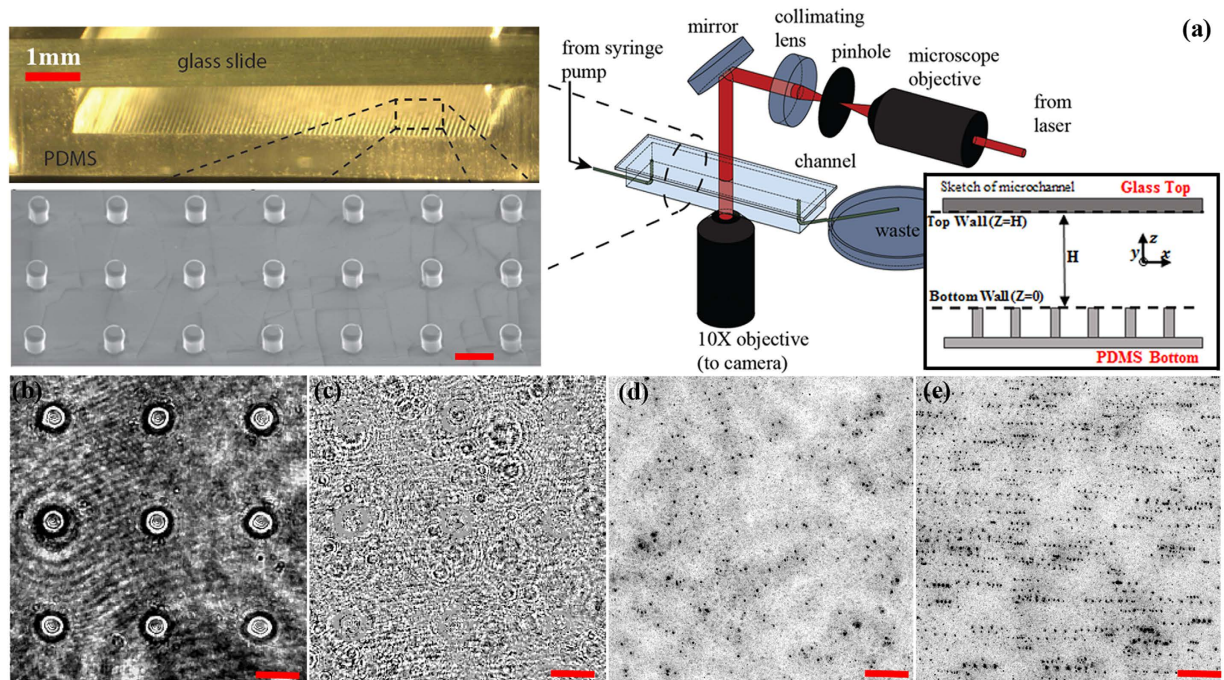 1mm
glass slide
PDMS
(a)
from syringe
pump
mirror
collimating
lens
pinhole
microscope
objective
from
laser
channel
waste
10X objective
(to camera)
Sketch of microchannel
Glass Top
Top Wall (Z=H)
z
y
x
H
Bottom Wall (Z=0)
PDMS Bottom
(b)
(c)
(d)
(e)